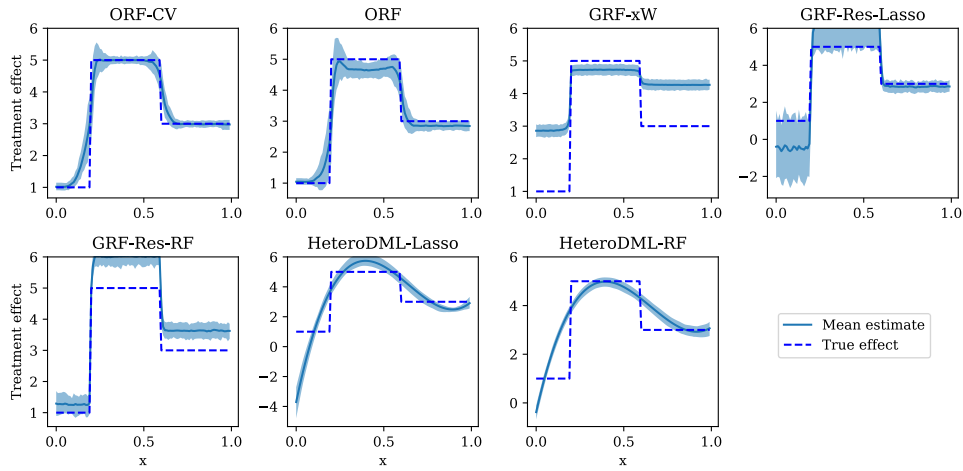 ORF-CV
ORF
GRF-xW
GRF-Res-Lasso
Treatment effect
6
5
4
3
2
1
0.0 0.5 1.0
6
5
4
3
2
1
0.0 0.5 1.0
6
5
4
3
2
1
0.0 0.5 1.0
6
4
2
0
−2
0.0 0.5 1.0
GRF-Res-RF
HeteroDML-Lasso
HeteroDML-RF
Treatment effect
6
5
4
3
2
1
0.0 0.5 1.0
x
6
4
2
0
−2
−4
0.0 0.5 1.0
x
6
4
2
0
0.0 0.5 1.0
x
Mean estimate
True effect